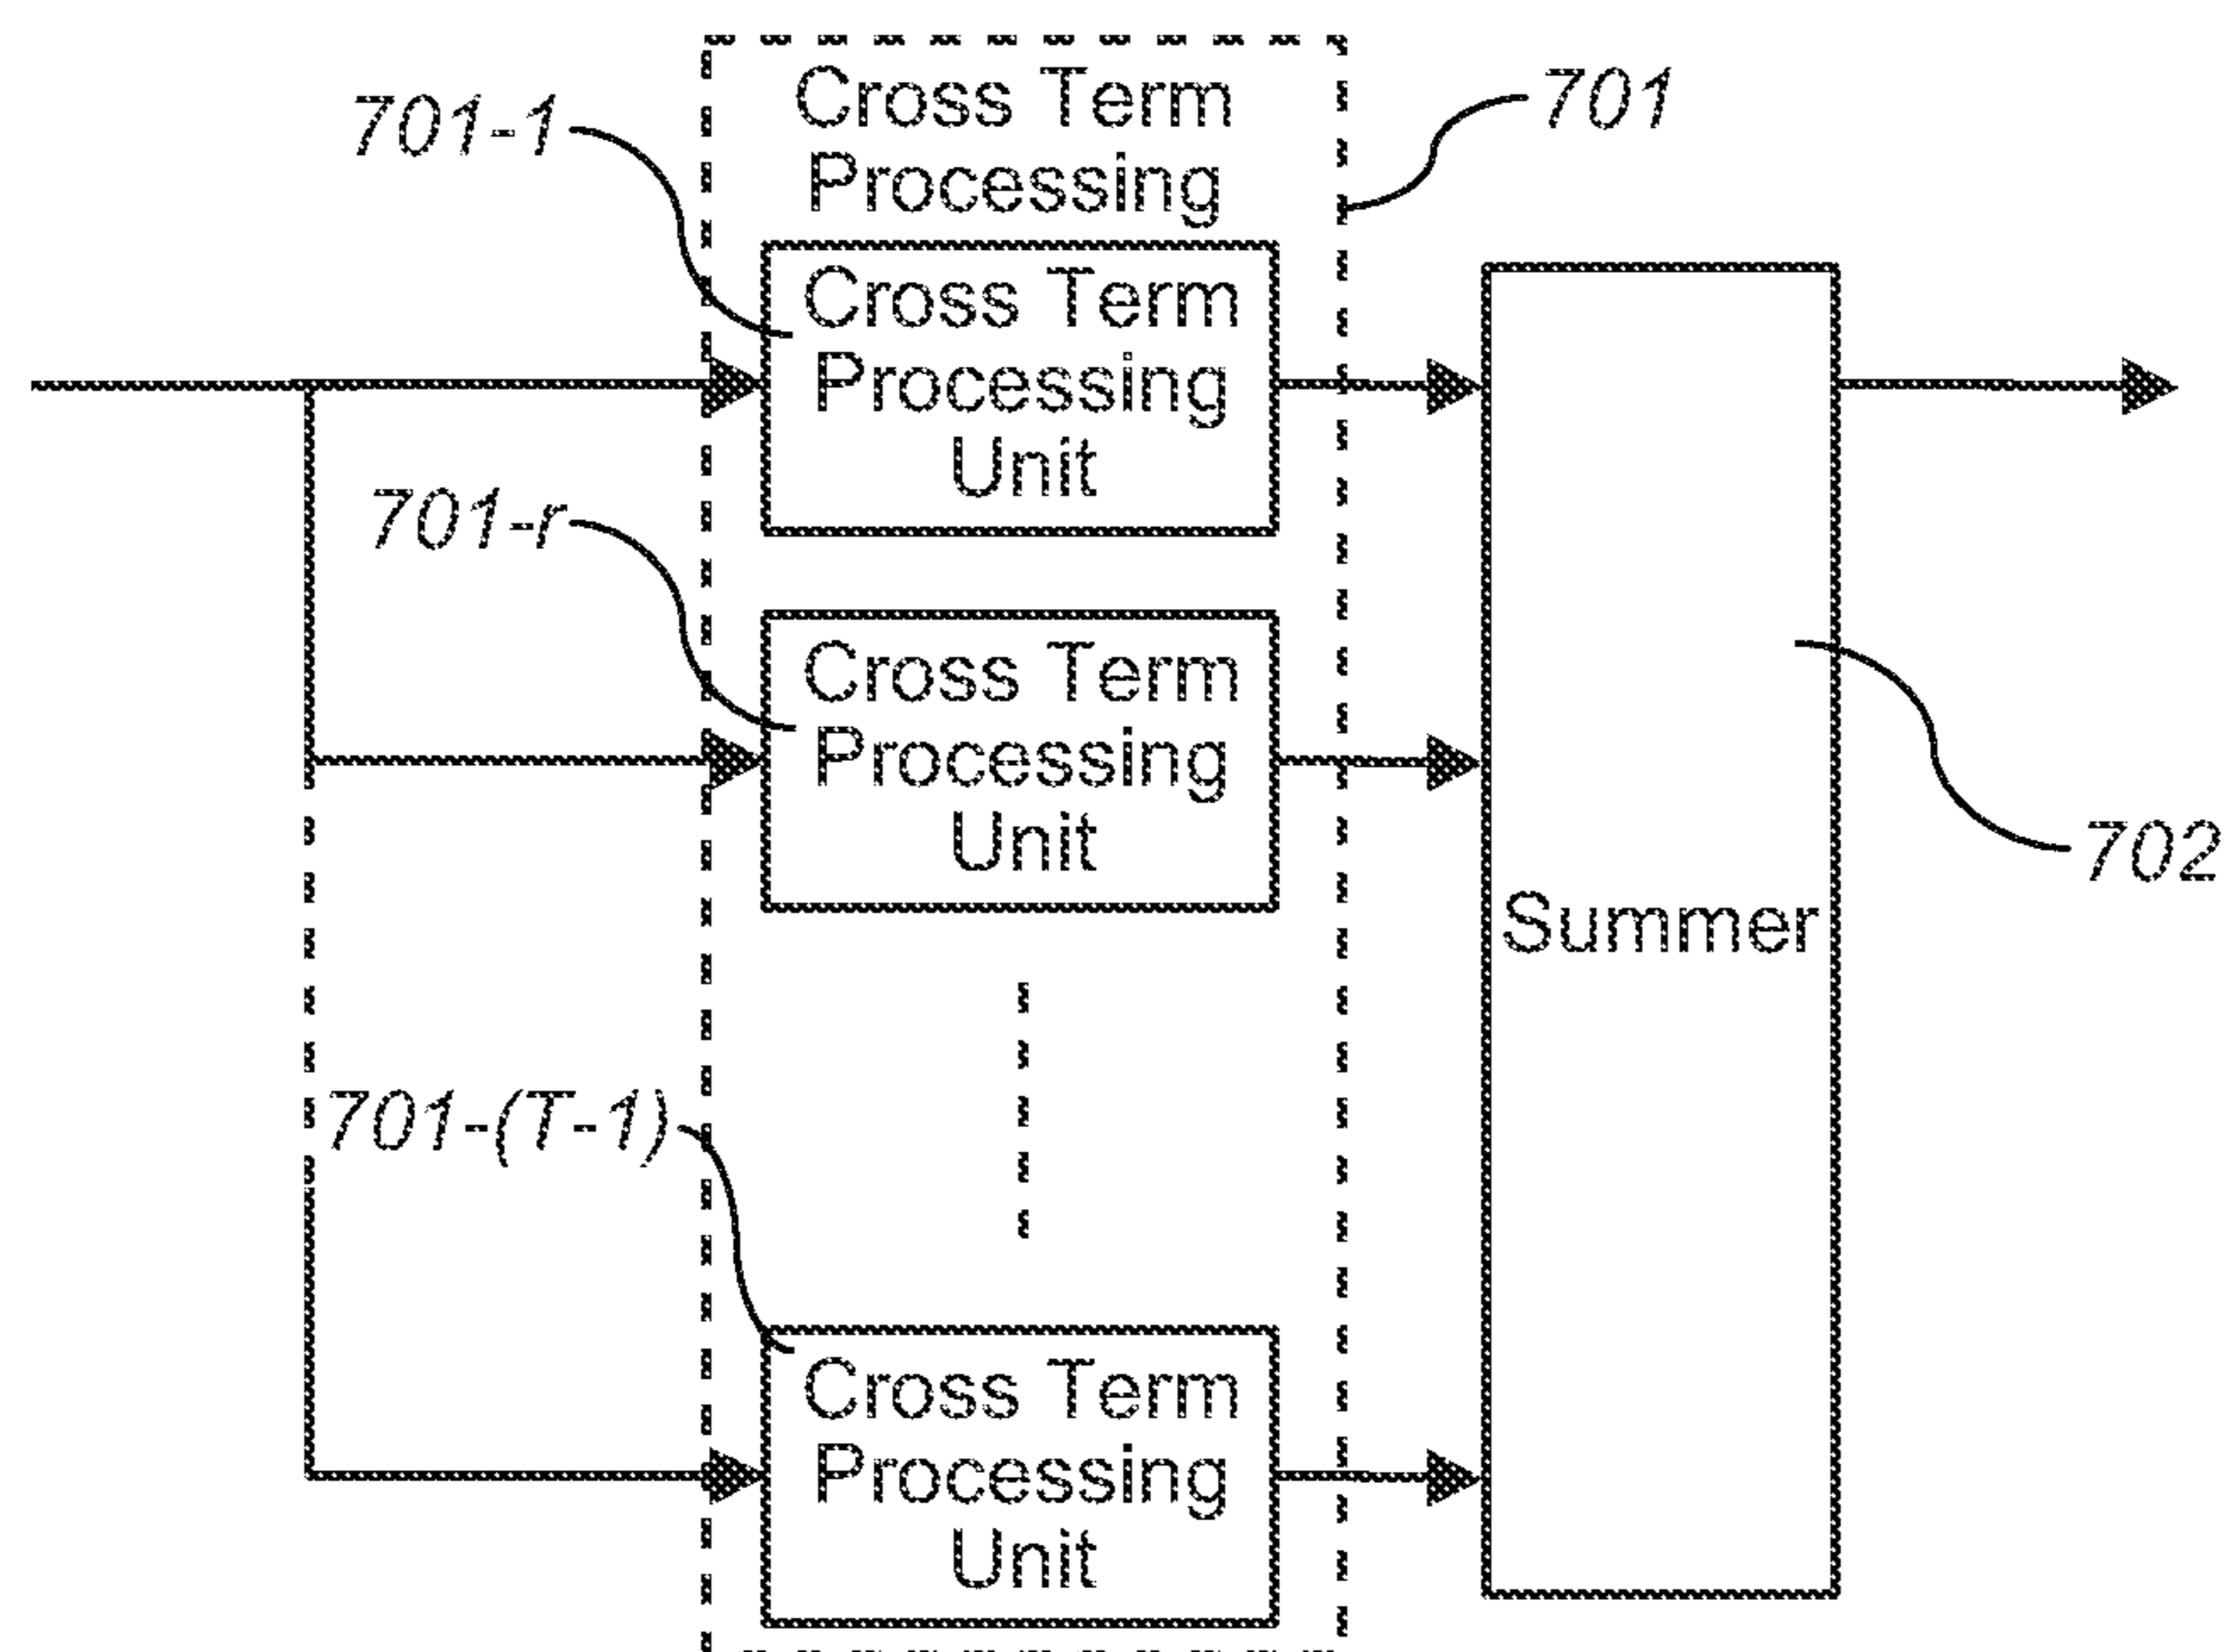 Cross Term
Processing
701
701-1
Cross Term
Processing
Unit
701-r
Cross Term
Processing
Unit
702
Summer
701-(T-1)
Cross Term
Processing
Unit